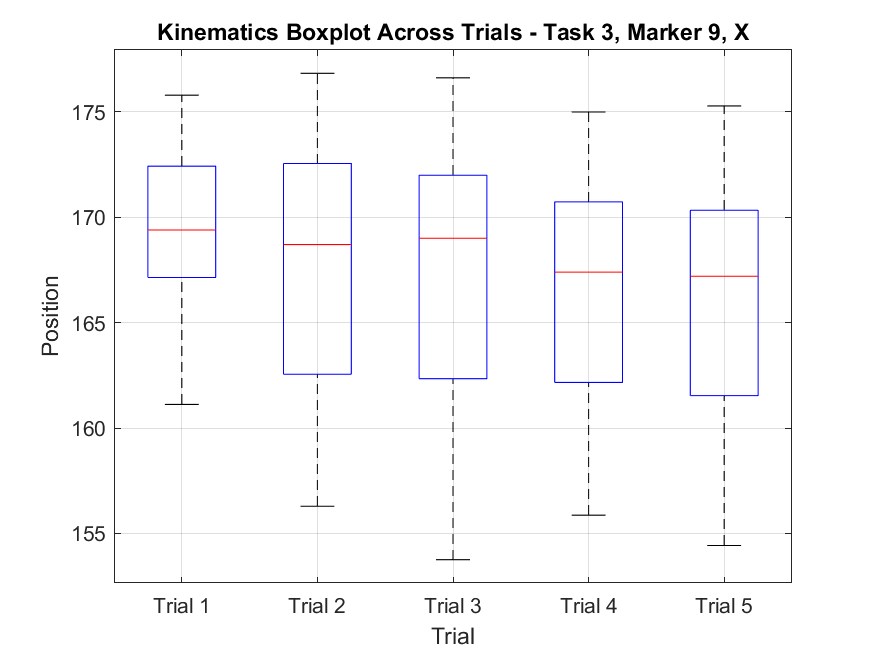 Kinematics Boxplot Across Trials - Task 3, Marker 9, X
175
170
165
160
155
Position
Trial 1 Trial 2 Trial 3 Trial 4 Trial 5
Trial